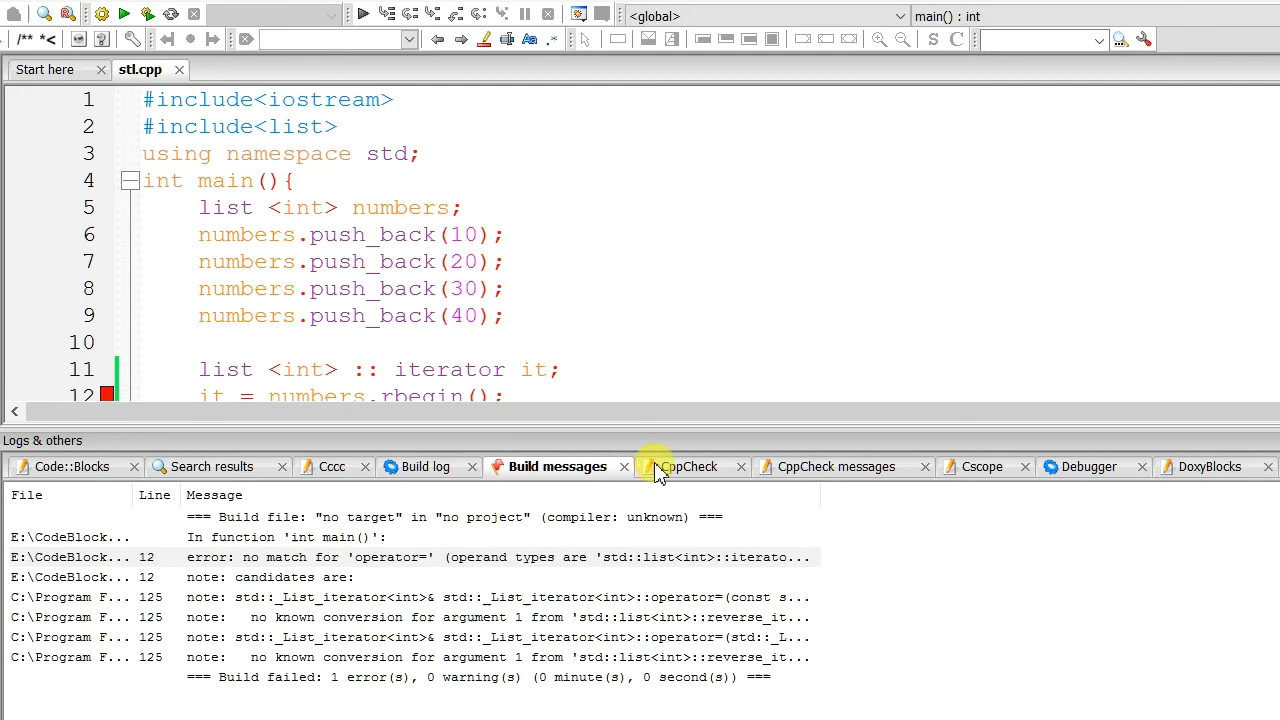 <global>
main() : int
/** *<
Aa .*
S C
Start here
stl.cpp
1 #include<iostream>
2 #include<list>
3 using namespace std;
4 int main(){
5 list <int> numbers;
6 numbers.push_back(10);
7 numbers.push_back(20);
8 numbers.push_back(30);
9 numbers.push_back(40);
10
11 list <int> :: iterator it;
12 it = numbers.rbegin();
Logs & others
Code::Blocks Search results Cccc Build log Build messages CppCheck CppCheck messages Cscope Debugger DoxyBlocks
File Line Message
=== Build file: "no target" in "no project" (compiler: unknown) ===
E:\CodeBlock... In function 'int main()':
E:\CodeBlock... 12 error: no match for 'operator=' (operand types are 'std::list<int>::iterato...
E:\CodeBlock... 12 note: candidates are:
C:\Program F... 125 note: std::_List_iterator<int>& std::_List_iterator<int>::operator=(const s...
C:\Program F... 125 note: no known conversion for argument 1 from 'std::list<int>::reverse_it...
C:\Program F... 125 note: std::_List_iterator<int>& std::_List_iterator<int>::operator=(std::_L...
C:\Program F... 125 note: no known conversion for argument 1 from 'std::list<int>::reverse_it...
=== Build failed: 1 error(s), 0 warning(s) (0 minute(s), 0 second(s)) ===